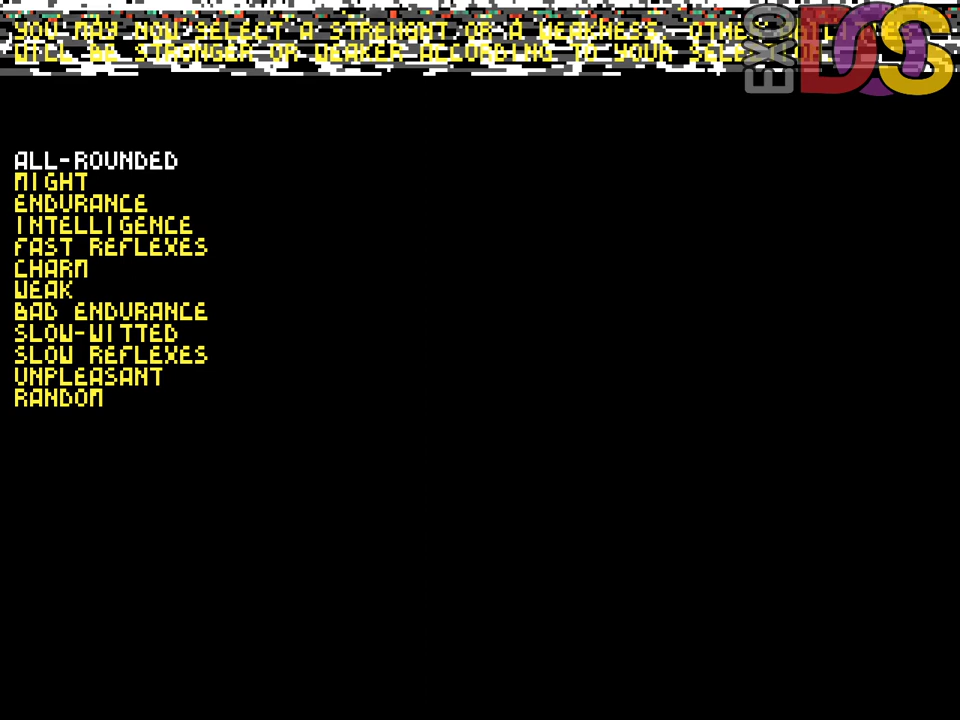 YOU MAY NOW SELECT A STRENGHT OR A WEAKNESS. OTHER
WILL BE STRONGER OR WEAKER ACCORDING TO YOUR
EXO DOS
ALL-ROUNDED
MIGHT
ENDURANCE
INTELLIGENCE
FAST REFLEXES
CHARM
WEAK
BAD ENDURANCE
SLOW-WITTED
SLOW REFLEXES
UNPLEASANT
RANDOM